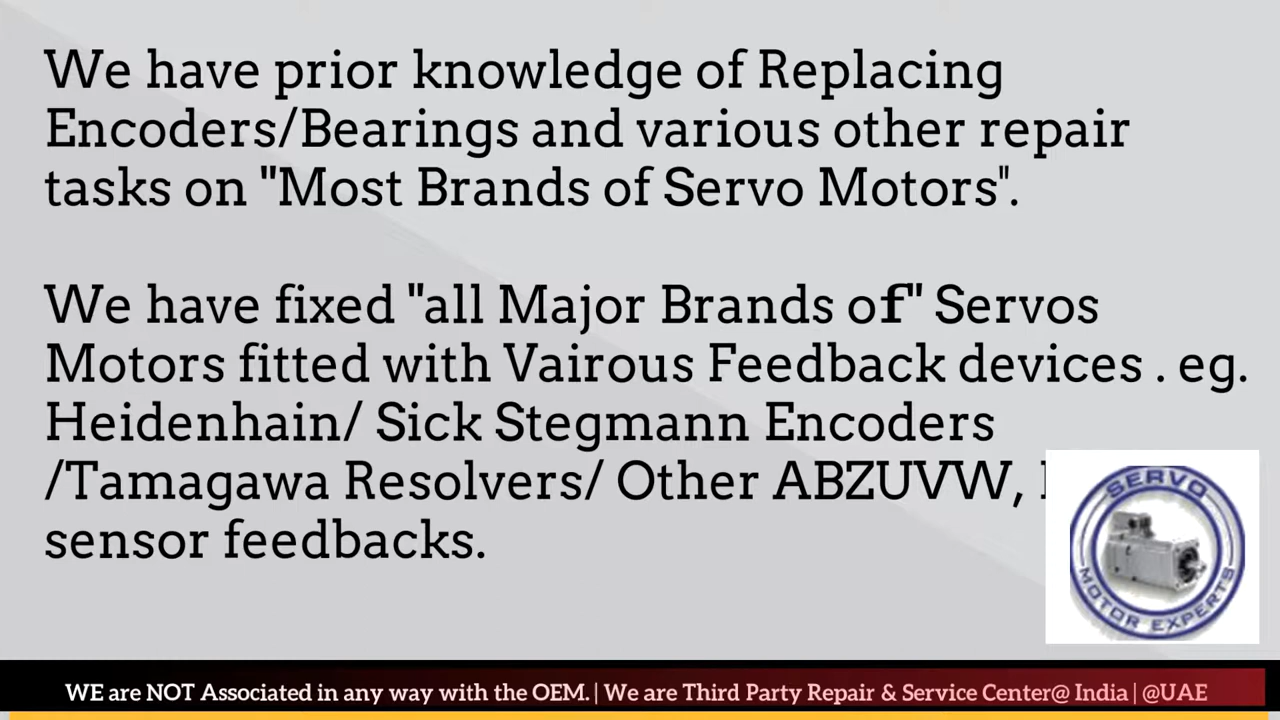 We have prior knowledge of Replacing
Encoders/Bearings and various other repair
tasks on "Most Brands of Servo Motors".
We have fixed "all Major Brands of" Servos
Motors fitted with Vairous Feedback devices . eg.
Heidenhain/ Sick Stegmann Encoders
/Tamagawa Resolvers/ Other ABZUVW,
sensor feedbacks.
SERVO
MOTOR EXPERTS
WE are NOT Associated in any way with the OEM. | We are Third Party Repair & Service Center@ India | @UAE